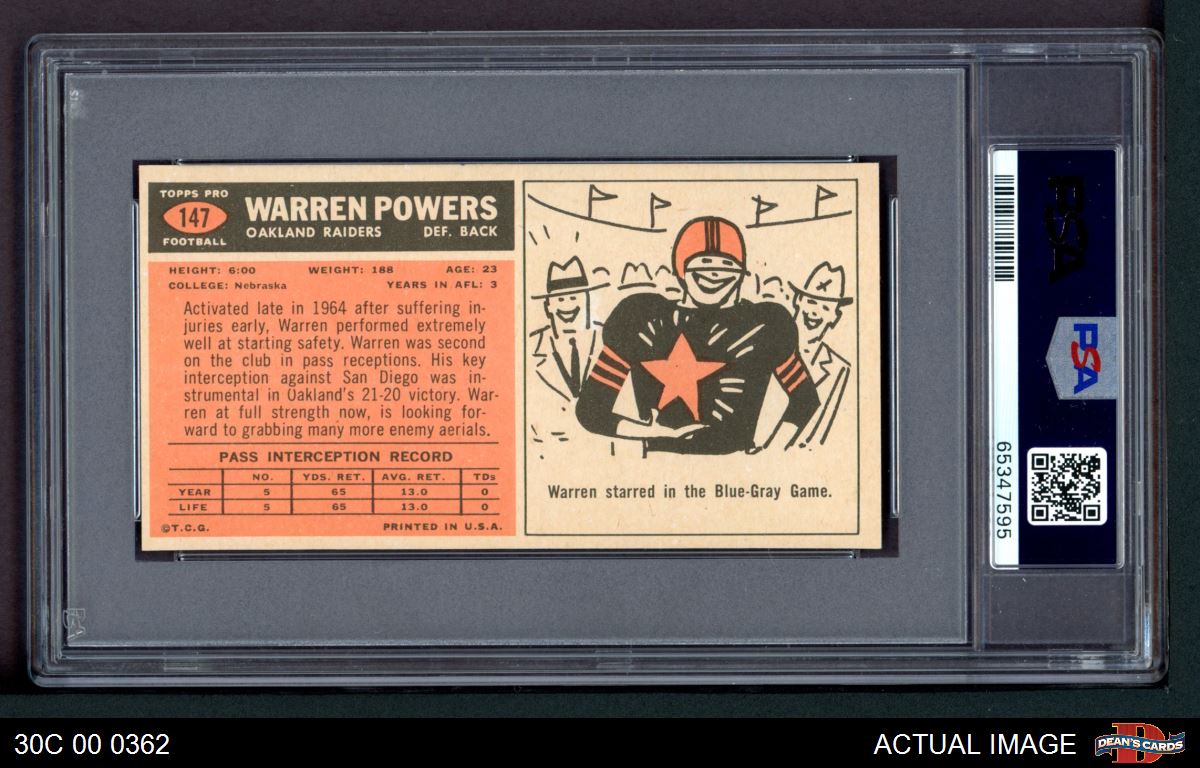 TOPPS PRO
147
FOOTBALL
WARREN POWERS
OAKLAND RAIDERS DEF. BACK
HEIGHT: 6:00 WEIGHT: 188 AGE: 23
COLLEGE: Nebraska YEARS IN AFL: 3
Activated late in 1964 after suffering in-
juries early, Warren performed extremely
well at starting safety. Warren was second
on the club in pass receptions. His key
interception against San Diego was in-
strumental in Oakland's 21-20 victory. War-
ren at full strength now, is looking for-
ward to grabbing many more enemy aerials.
PASS INTERCEPTION RECORD
NO. YDS. RET. AVG. RET. TDs
YEAR 5 65 13.0 0
LIFE 5 65 13.0 0
©T.C.G. PRINTED IN U.S.A.
Warren starred in the Blue-Gray Game.
PSA
PSA
65347595
30C 00 0362
ACTUAL IMAGE
D
DEAN'S CARDS